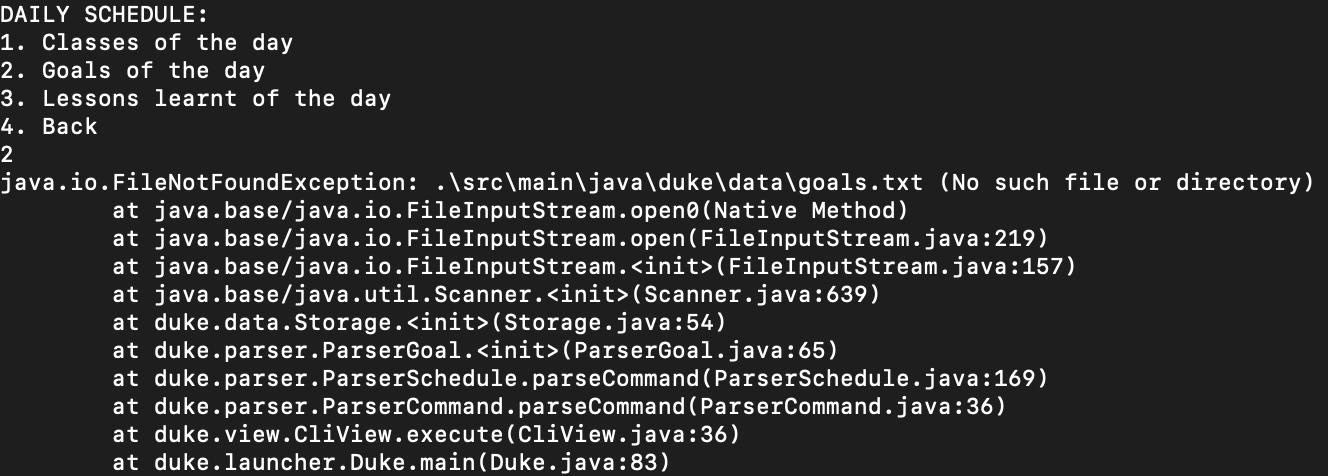 DAILY SCHEDULE:
1. Classes of the day
2. Goals of the day
3. Lessons learnt of the day
4. Back
2
java.io.FileNotFoundException: .\src\main\java\duke\data\goals.txt (No such file or directory)
        at java.base/java.io.FileInputStream.open0(Native Method)
        at java.base/java.io.FileInputStream.open(FileInputStream.java:219)
        at java.base/java.io.FileInputStream.<init>(FileInputStream.java:157)
        at java.base/java.util.Scanner.<init>(Scanner.java:639)
        at duke.data.Storage.<init>(Storage.java:54)
        at duke.parser.ParserGoal.<init>(ParserGoal.java:65)
        at duke.parser.ParserSchedule.parseCommand(ParserSchedule.java:169)
        at duke.parser.ParserCommand.parseCommand(ParserCommand.java:36)
        at duke.view.CliView.execute(CliView.java:36)
        at duke.launcher.Duke.main(Duke.java:83)